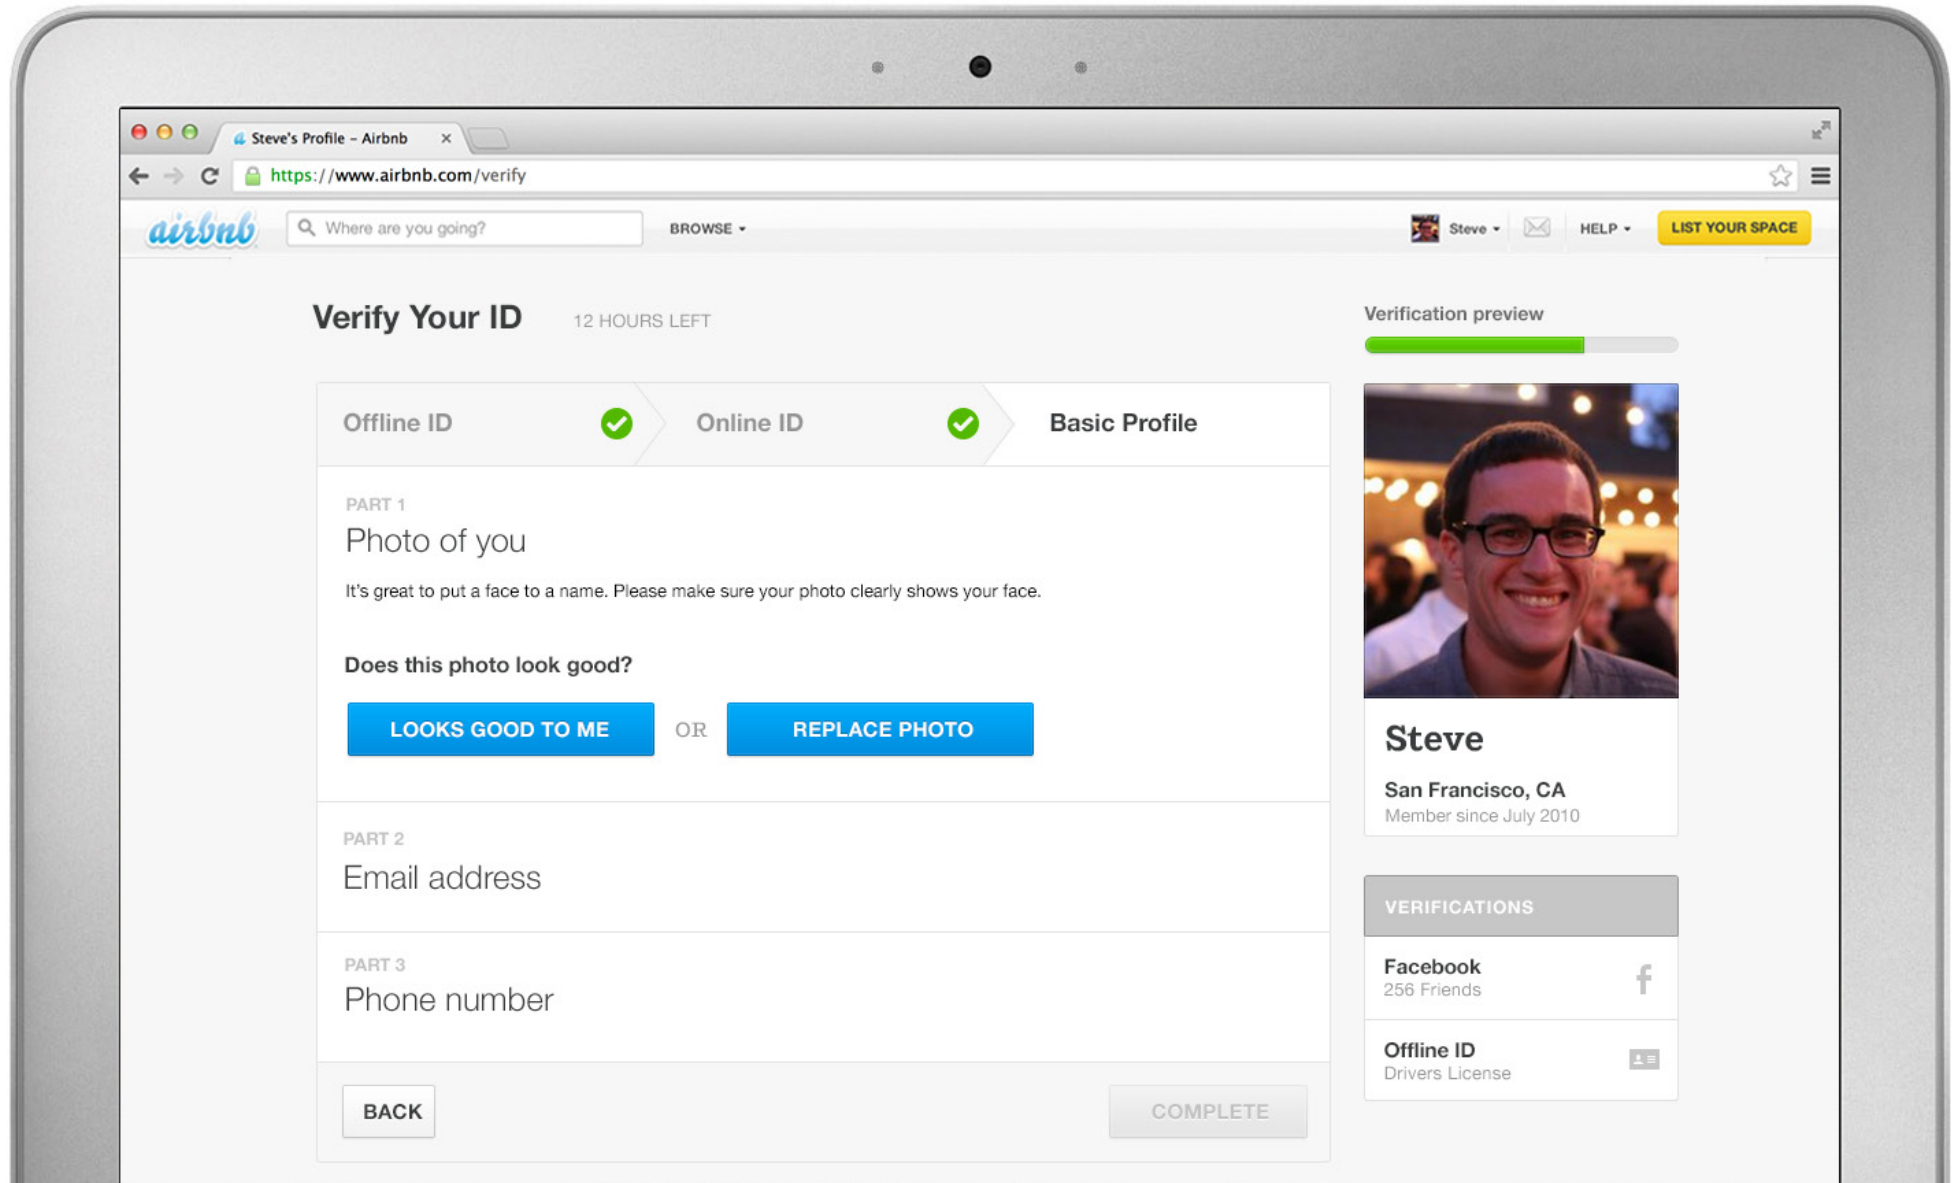 Steve's Profile – Airbnb
https://www.airbnb.com/verify
airbnb
Where are you going?
BROWSE
Steve
HELP
LIST YOUR SPACE
Verify Your ID
12 HOURS LEFT
Verification preview
Offline ID
Online ID
Basic Profile
PART 1
Photo of you
It's great to put a face to a name. Please make sure your photo clearly shows your face.
Does this photo look good?
LOOKS GOOD TO ME
OR
REPLACE PHOTO
PART 2
Email address
PART 3
Phone number
BACK
COMPLETE
Steve
San Francisco, CA
Member since July 2010
VERIFICATIONS
Facebook
256 Friends
Offline ID
Drivers License